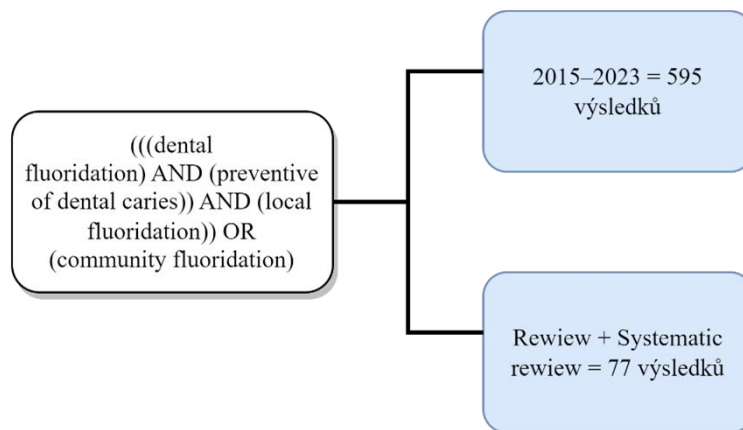 (((dental
fluoridation) AND (preventive
of dental caries)) AND (local
fluoridation)) OR
(community fluoridation)
2015–2023 = 595
výsledků
Rewiew + Systematic
rewiew = 77 výsledků